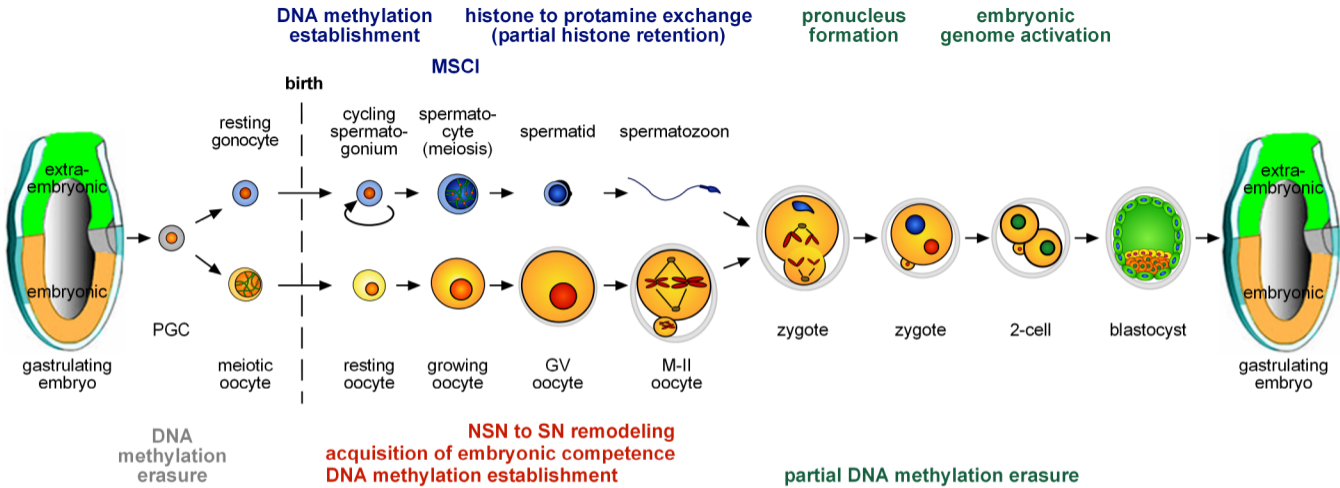 DNA methylation
establishment
histone to protamine exchange
(partial histone retention)
pronucleus
formation
embryonic
genome activation
MSCI
birth
resting
gonocyte
cycling
spermato-
gonium
spermato-
cyte
(meiosis)
spermatid
spermatozoon
extra-
embryonic
embryonic
extra-
embryonic
embryonic
PGC
zygote
zygote
2-cell
blastocyst
gastrulating
embryo
meiotic
oocyte
resting
oocyte
growing
oocyte
GV
oocyte
M-II
oocyte
gastrulating
embryo
DNA
methylation
erasure
NSN to SN remodeling
acquisition of embryonic competence
DNA methylation establishment
partial DNA methylation erasure